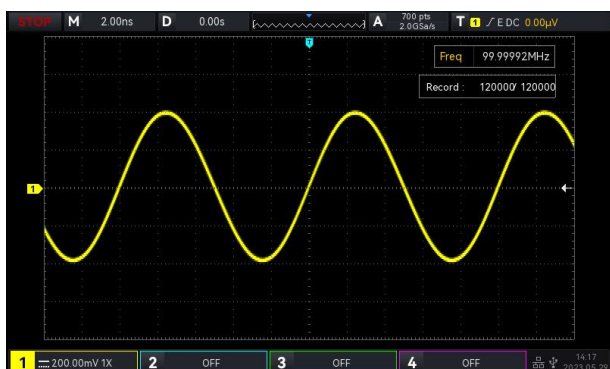 STOP M 2.00ns D 0.00s A 700 pts 2.0GSa/s T 1 E DC 0.00µV
T
Freq 99.99992MHz
Record : 120000/ 120000
1
1 200.00mV 1X 2 OFF 3 OFF 4 OFF 14:17
2023.05.29